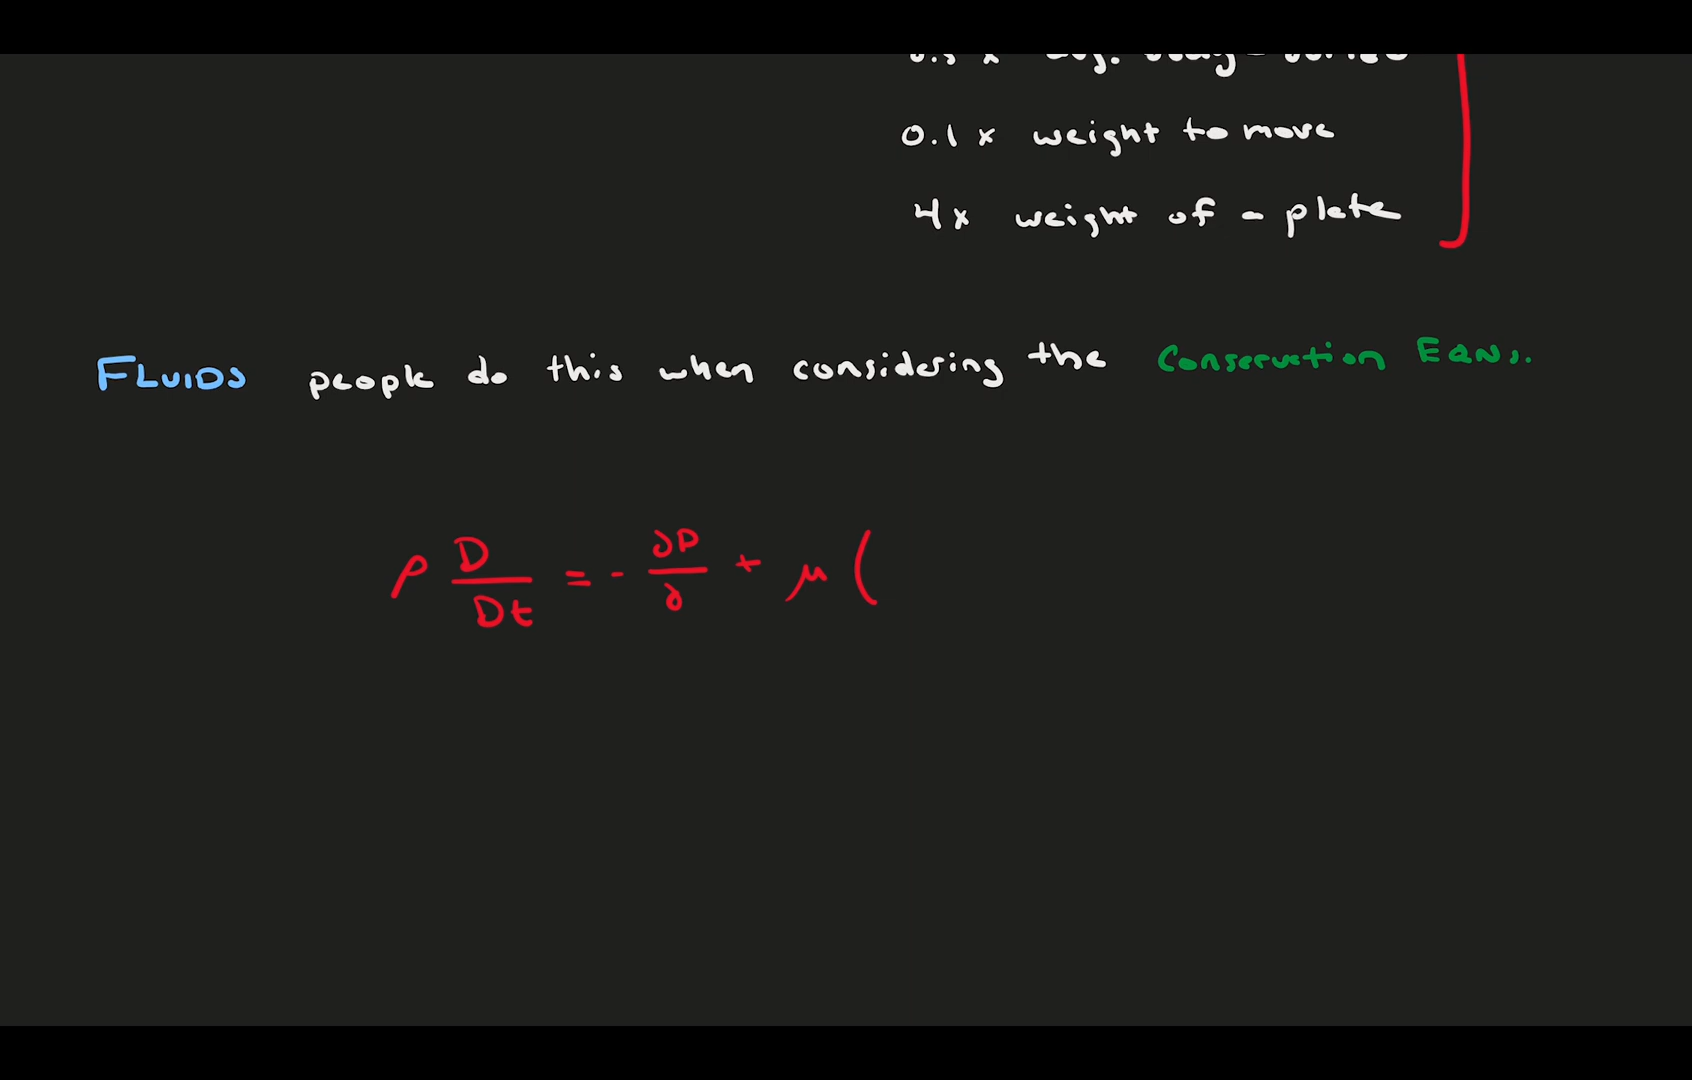 0.1 x weight to move
4x weight of a plate
FLUIDS people do this when considering the Conservation EQNS.
ρ D/Dt = - ∂P/∂ + μ (